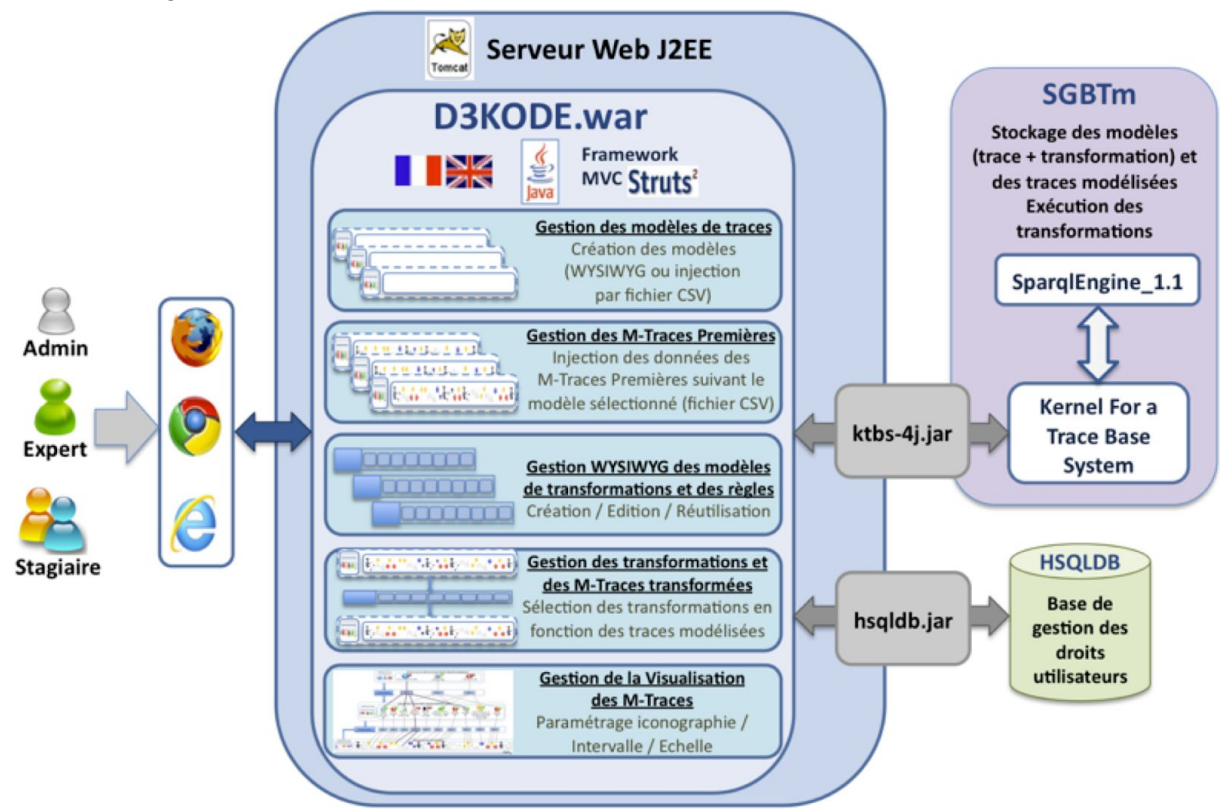 Tomcat
Serveur Web J2EE
D3KODE.war
Java
Framework
MVC Struts²
Gestion des modèles de traces
Création des modèles
(WYSIWYG ou injection
par fichier CSV)
Gestion des M-Traces Premières
Injection des données des
M-Traces Premières suivant le
modèle sélectionné (fichier CSV)
Gestion WYSIWYG des modèles
de transformations et des règles
Création / Edition / Réutilisation
Gestion des transformations et
des M-Traces transformées
Sélection des transformations en
fonction des traces modélisées
Gestion de la Visualisation
des M-Traces
Paramétrage iconographie /
Intervalle / Echelle
Admin
Expert
Stagiaire
ktbs-4j.jar
hsqldb.jar
SGBTm
Stockage des modèles
(trace + transformation) et
des traces modélisées
Exécution des
transformations
SparqlEngine_1.1
Kernel For a
Trace Base
System
HSQLDB
Base de
gestion des
droits
utilisateurs